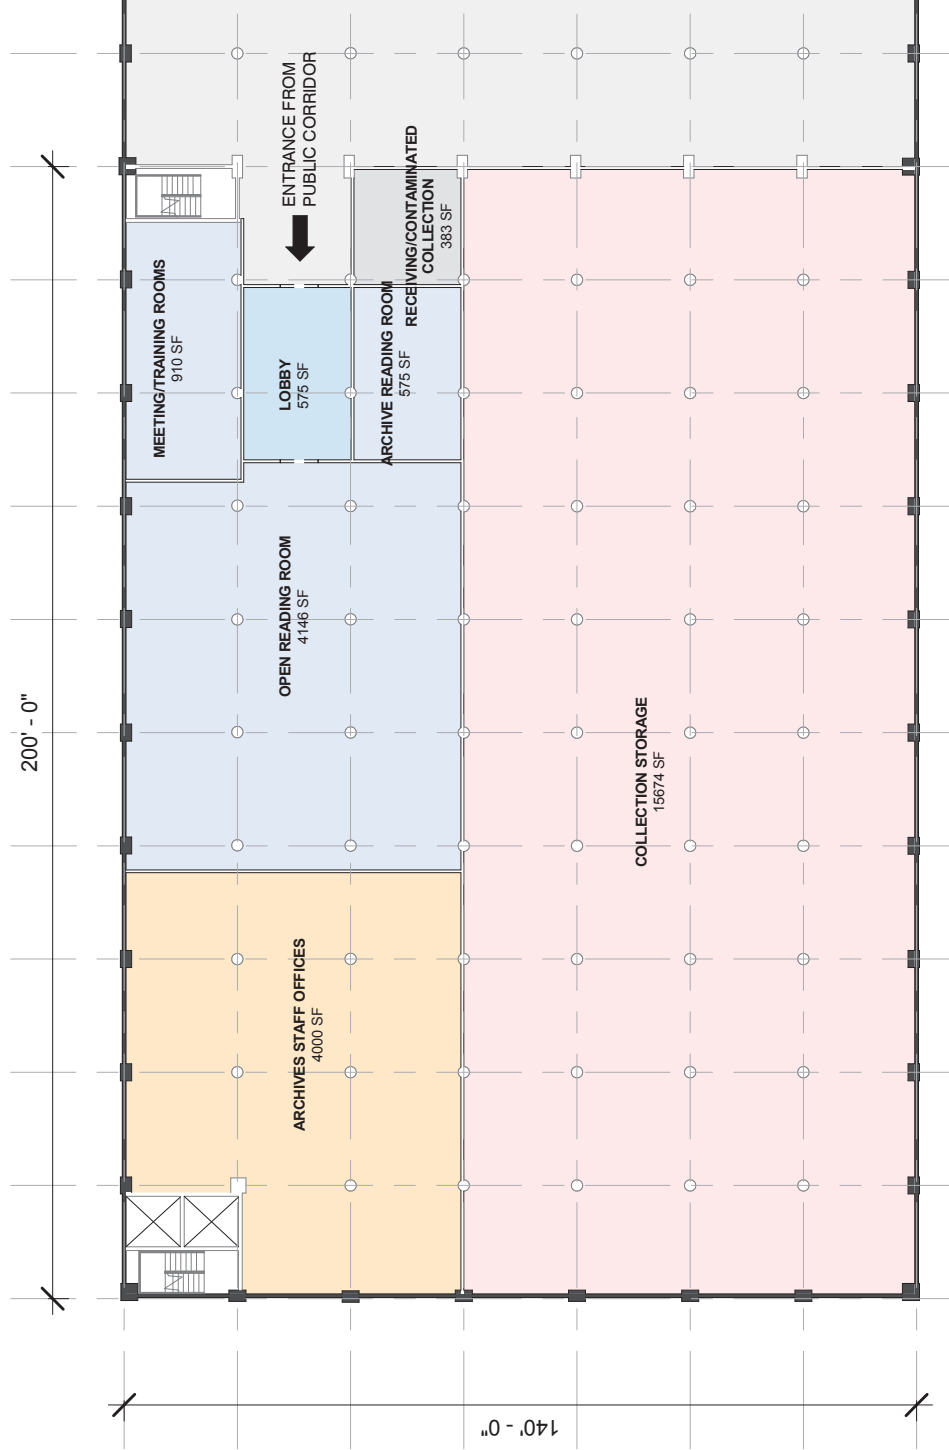 ENTRANCE FROM
PUBLIC CORRIDOR
RECEIVING/CONTAMINATED
COLLECTION
383 SF
MEETING/TRAINING ROOMS
910 SF
LOBBY
575 SF
ARCHIVE READING ROOM
575 SF
OPEN READING ROOM
4146 SF
200' - 0"
COLLECTION STORAGE
15674 SF
ARCHIVES STAFF OFFICES
4000 SF
140' - 0"